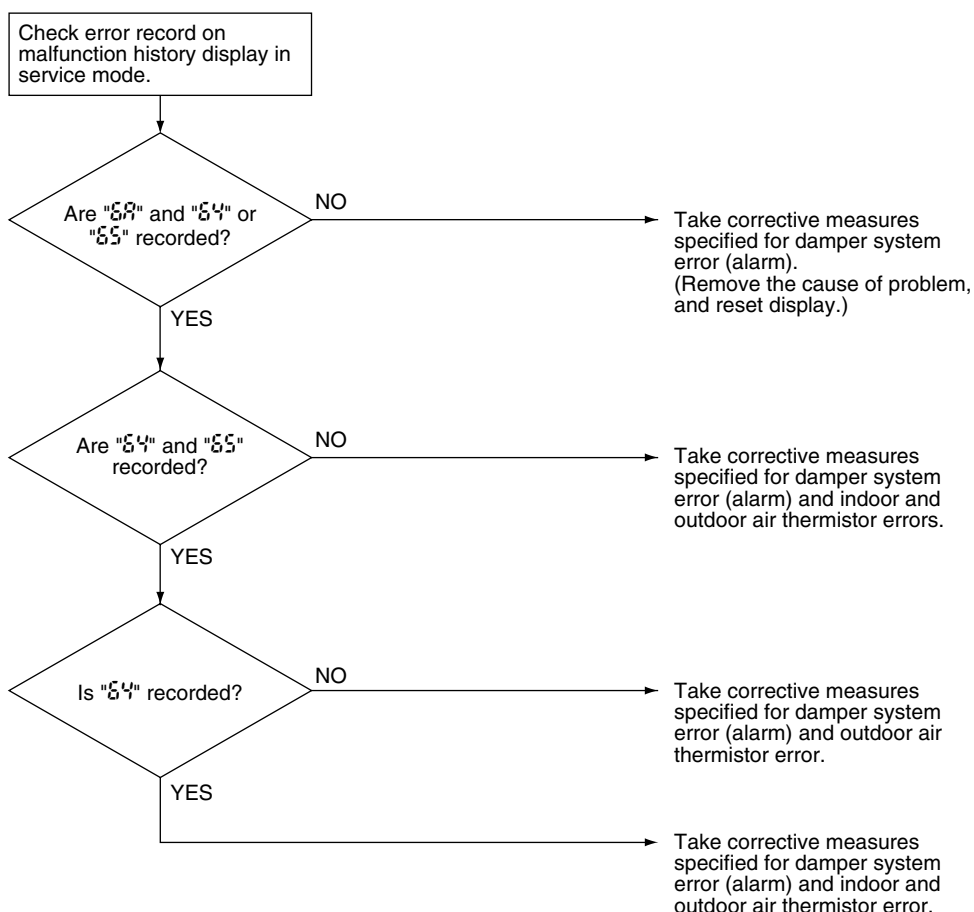 Check error record on
malfunction history display in
service mode.
Are "6A" and "64" or
"65" recorded?
NO
Take corrective measures
specified for damper system
error (alarm).
(Remove the cause of problem,
and reset display.)
YES
Are "64" and "65"
recorded?
NO
Take corrective measures
specified for damper system
error (alarm) and indoor and
outdoor air thermistor errors.
YES
Is "64" recorded?
NO
Take corrective measures
specified for damper system
error (alarm) and outdoor air
thermistor error.
YES
Take corrective measures
specified for damper system
error (alarm) and indoor and
outdoor air thermistor error.